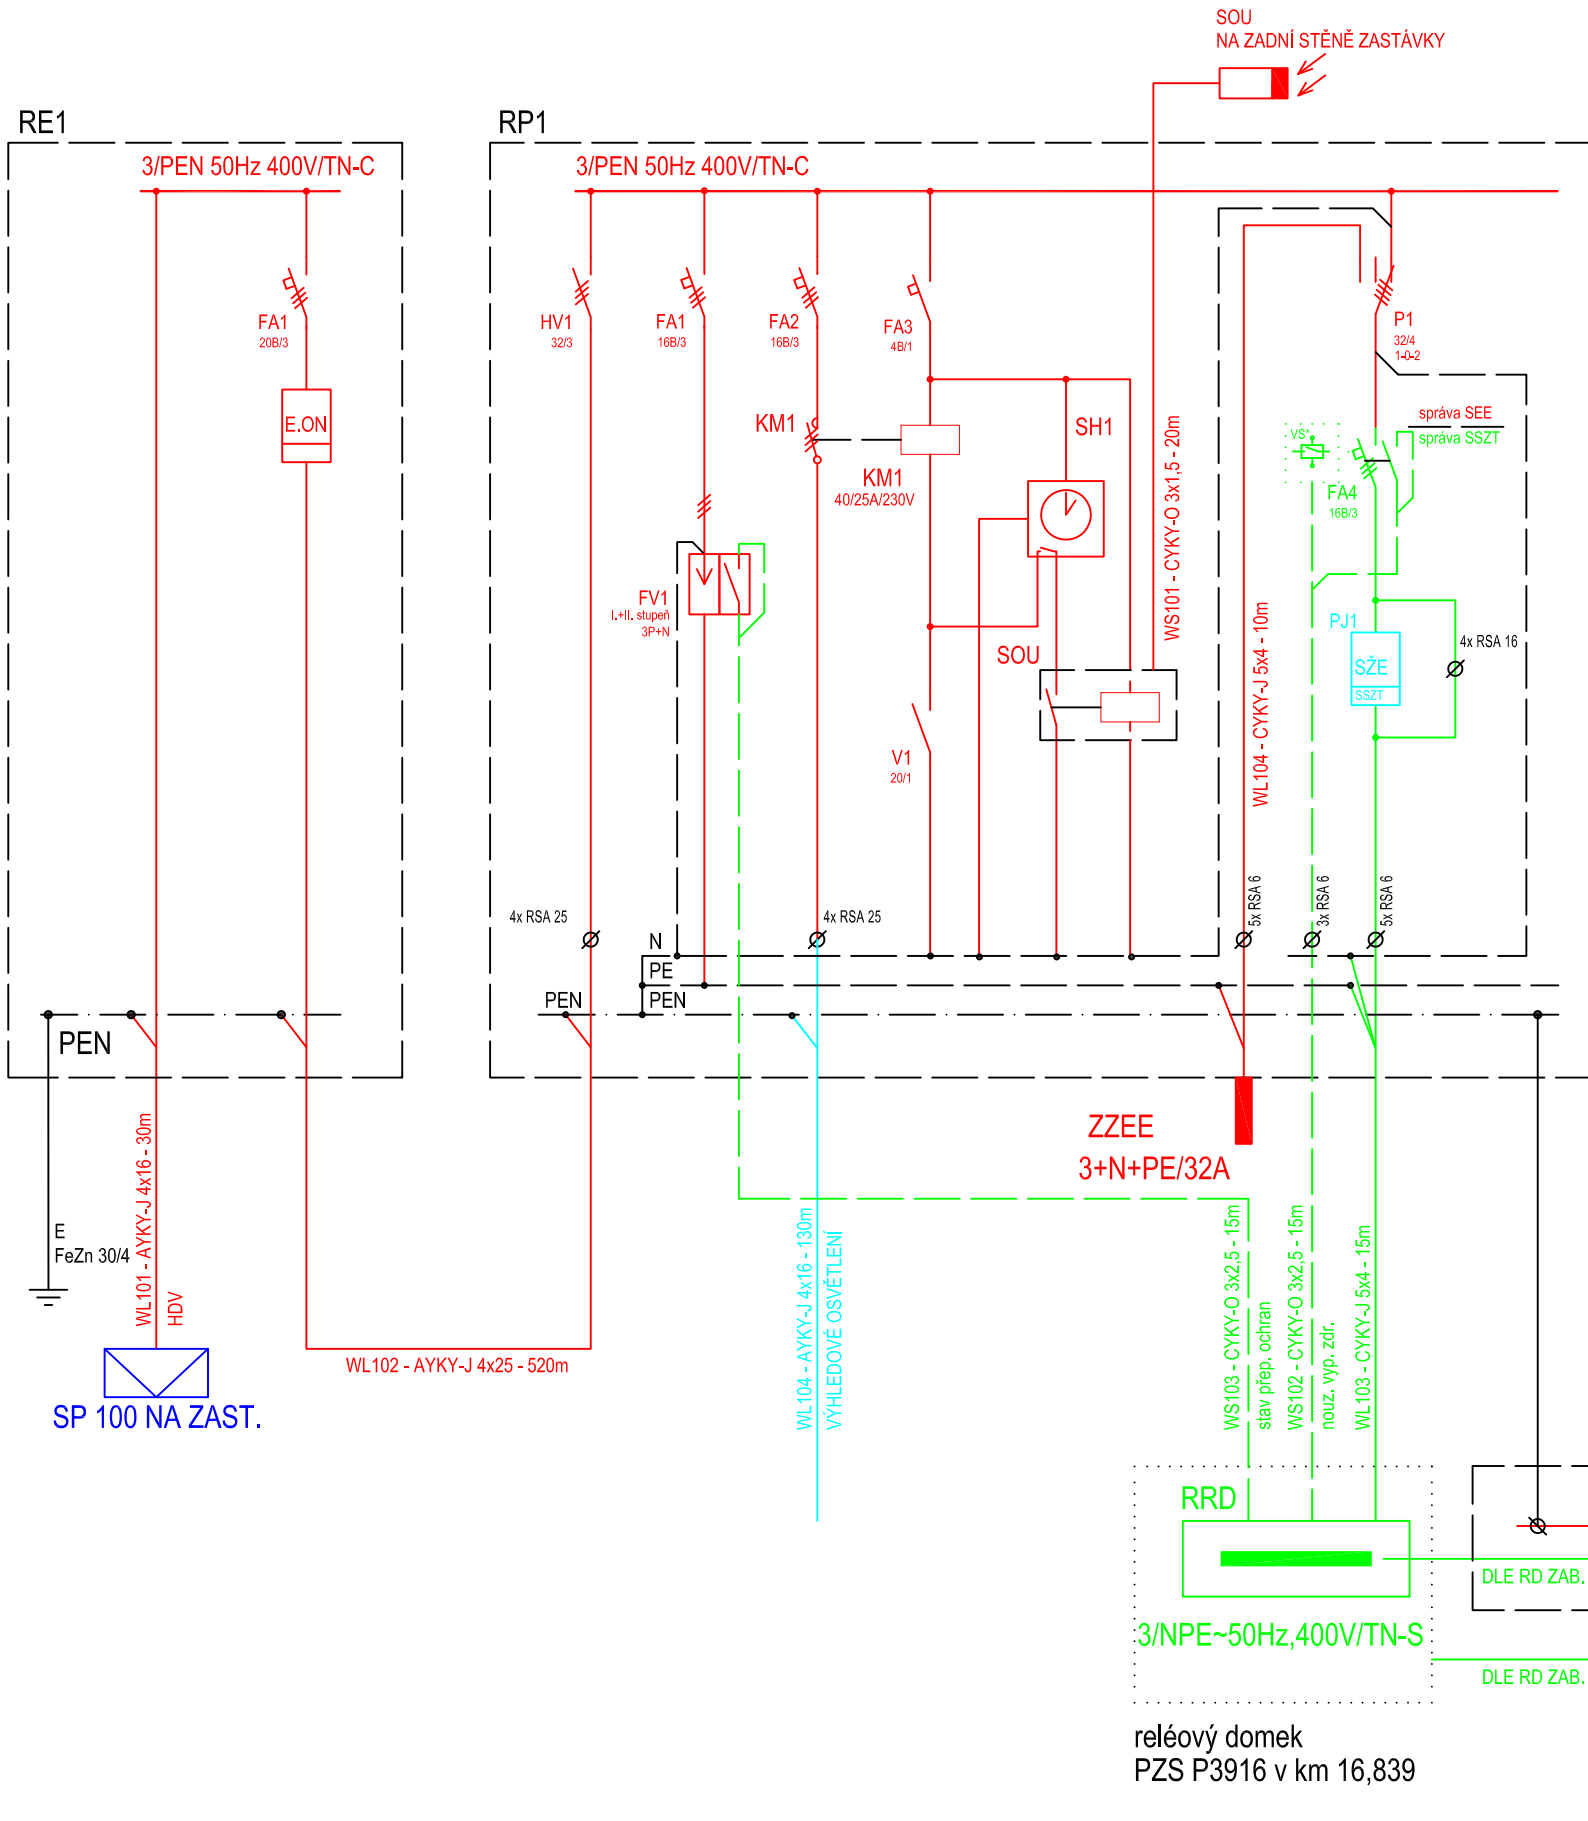 SOU
NA ZADNÍ STĚNĚ ZASTÁVKY
RE1
RP1
3/PEN 50Hz 400V/TN-C
3/PEN 50Hz 400V/TN-C
FA1
20B/3
HV1
32/3
FA1
16B/3
FA2
16B/3
FA3
4B/1
P1
32/4
1-0-2
E.ON
KM1
KM1
40/25A/230V
SH1
WS101 - CYKY-O 3x1,5 - 20m
správa SEE
správa SSZT
VS*
FA4
16B/3
FV1
I.+II. stupeň
3P+N
SOU
WL104 - CYKY-J 5x4 - 10m
PJ1
SŽE
SSZT
4x RSA 16
V1
20/1
4x RSA 25
4x RSA 25
5x RSA 6
3x RSA 6
5x RSA 6
N
PE
PEN
PEN
PEN
ZZEE
3+N+PE/32A
E
FeZn 30/4
WL101 - AYKY-J 4x16 - 30m
HDV
WL102 - AYKY-J 4x25 - 520m
SP 100 NA ZAST.
WL104 - AYKY-J 4x16 - 130m
VÝHLEDOVÉ OSVĚTLENÍ
WS103 - CYKY-O 3x2,5 - 15m
stav přep. ochran
WS102 - CYKY-O 3x2,5 - 15m
nouz. vyp. zdr.
WL103 - CYKY-J 5x4 - 15m
RRD
3/NPE~50Hz,400V/TN-S
DLE RD ZAB.
DLE RD ZAB.
reléový domek
PZS P3916 v km 16,839